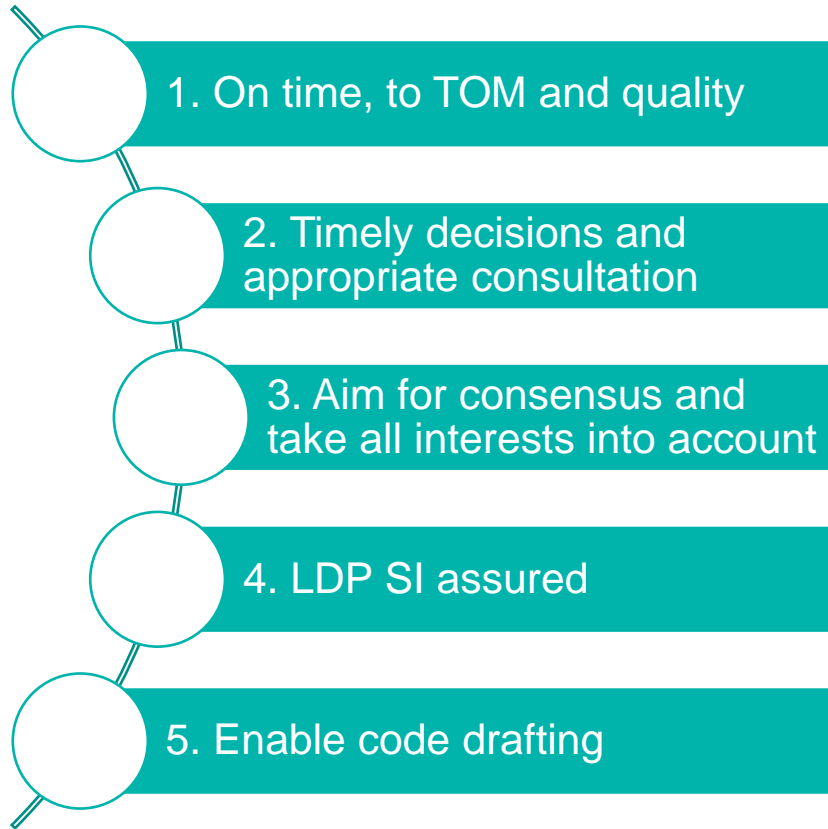 1. On time, to TOM and quality
2. Timely decisions and
appropriate consultation
3. Aim for consensus and
take all interests into account
4. LDP SI assured
5. Enable code drafting